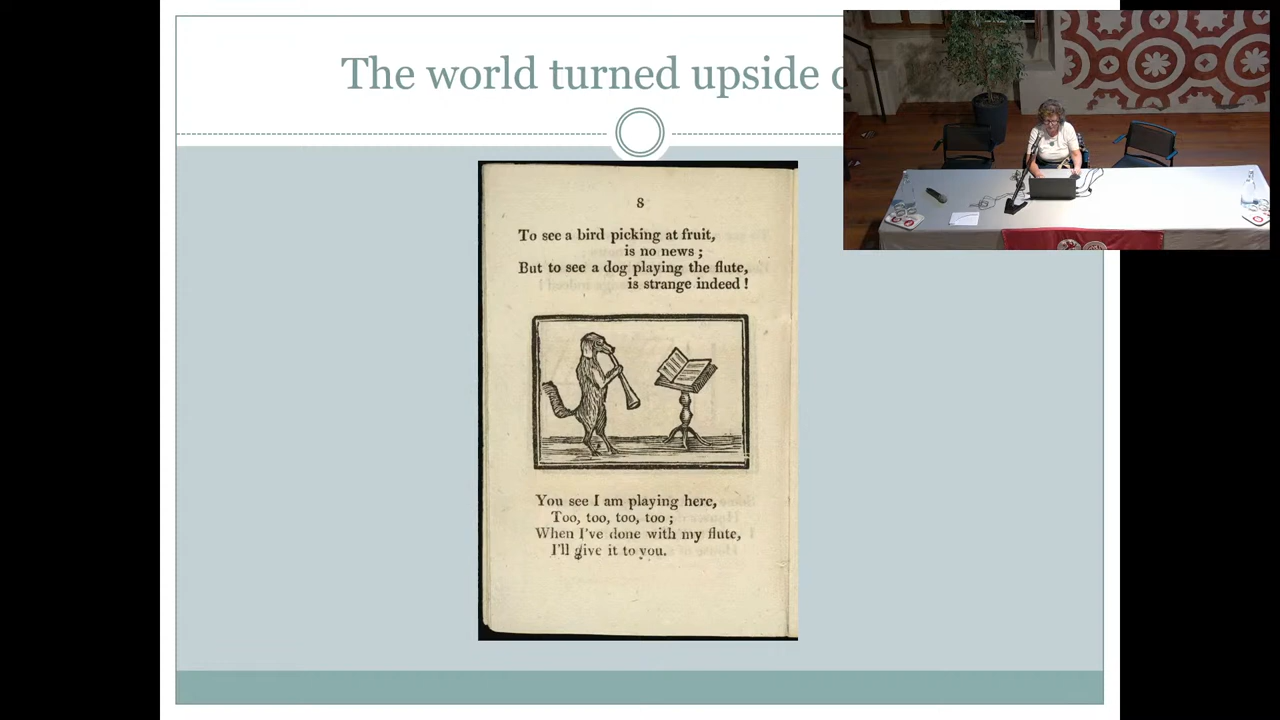 The world turned upside
8
To see a bird picking at fruit,
is no news ;
But to see a dog playing the flute,
is strange indeed !
You see I am playing here,
Too, too, too, too ;
When I've done with my flute,
I'll give it to you.